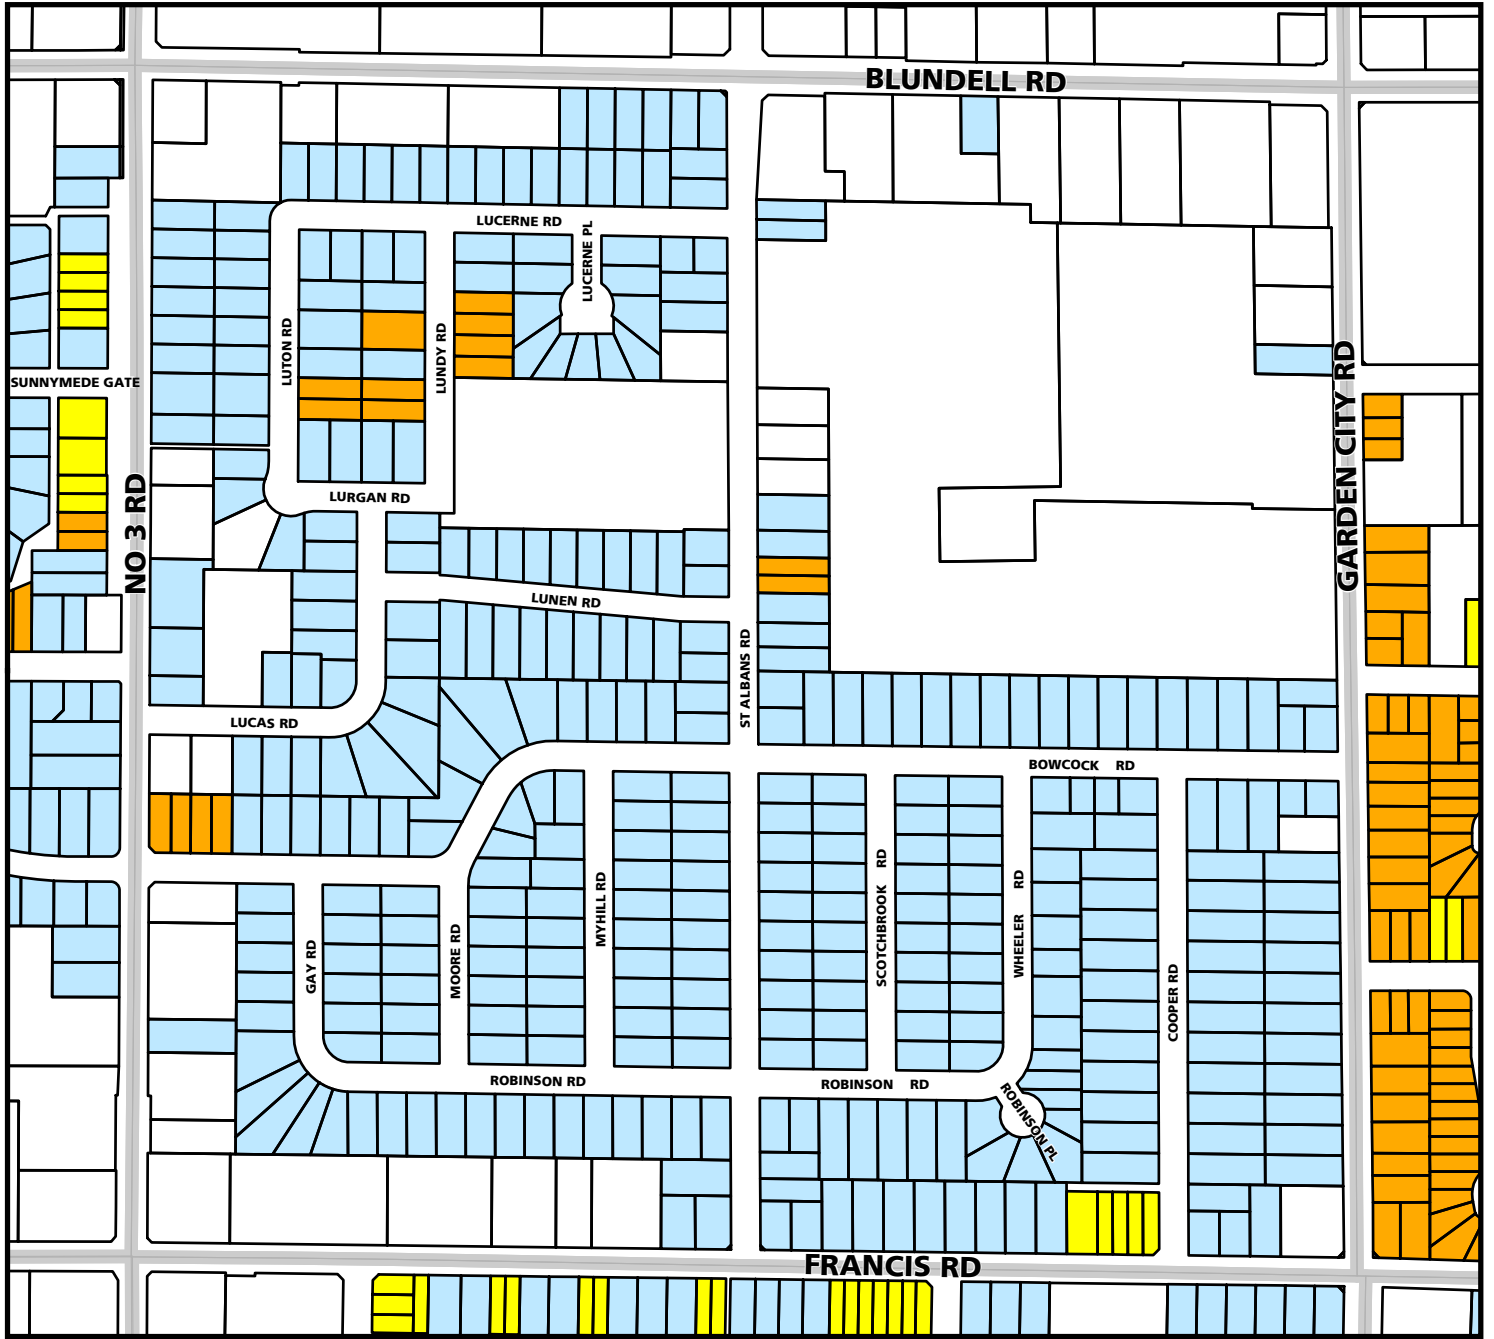 BLUNDELL RD
LUCERNE RD
LUCERNE PL
LUTON RD
LUNDY RD
SUNNYMEDE GATE
GARDEN CITY RD
NO 3 RD
LURGAN RD
LUNEN RD
ST ALBANS RD
LUCAS RD
BOWCOCK RD
MYHILL RD
SCOTCHBROOK RD
WHEELER RD
GAY RD
MOORE RD
COOPER RD
ROBINSON RD
ROBINSON RD
ROBINSON PL
FRANCIS RD